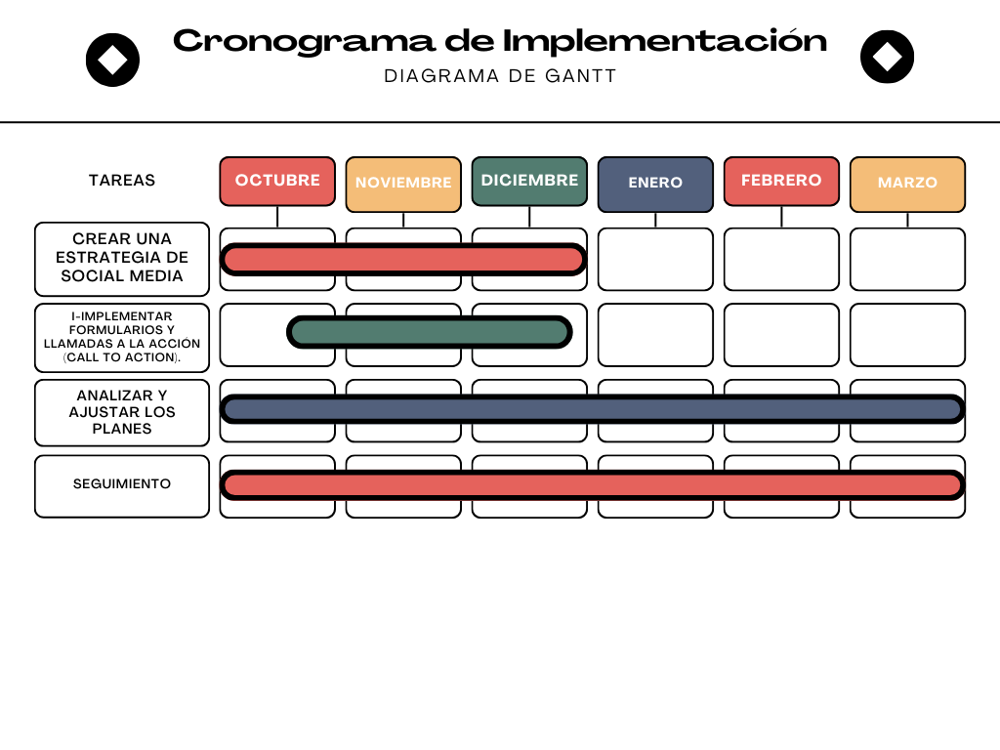 Cronograma de Implementación
DIAGRAMA DE GANTT
TAREAS
OCTUBRE
NOVIEMBRE
DICIEMBRE
ENERO
FEBRERO
MARZO
CREAR UNA
ESTRATEGIA DE
SOCIAL MEDIA
I-IMPLEMENTAR
FORMULARIOS Y
LLAMADAS A LA ACCIÓN
(CALL TO ACTION).
ANALIZAR Y
AJUSTAR LOS
PLANES
SEGUIMIENTO